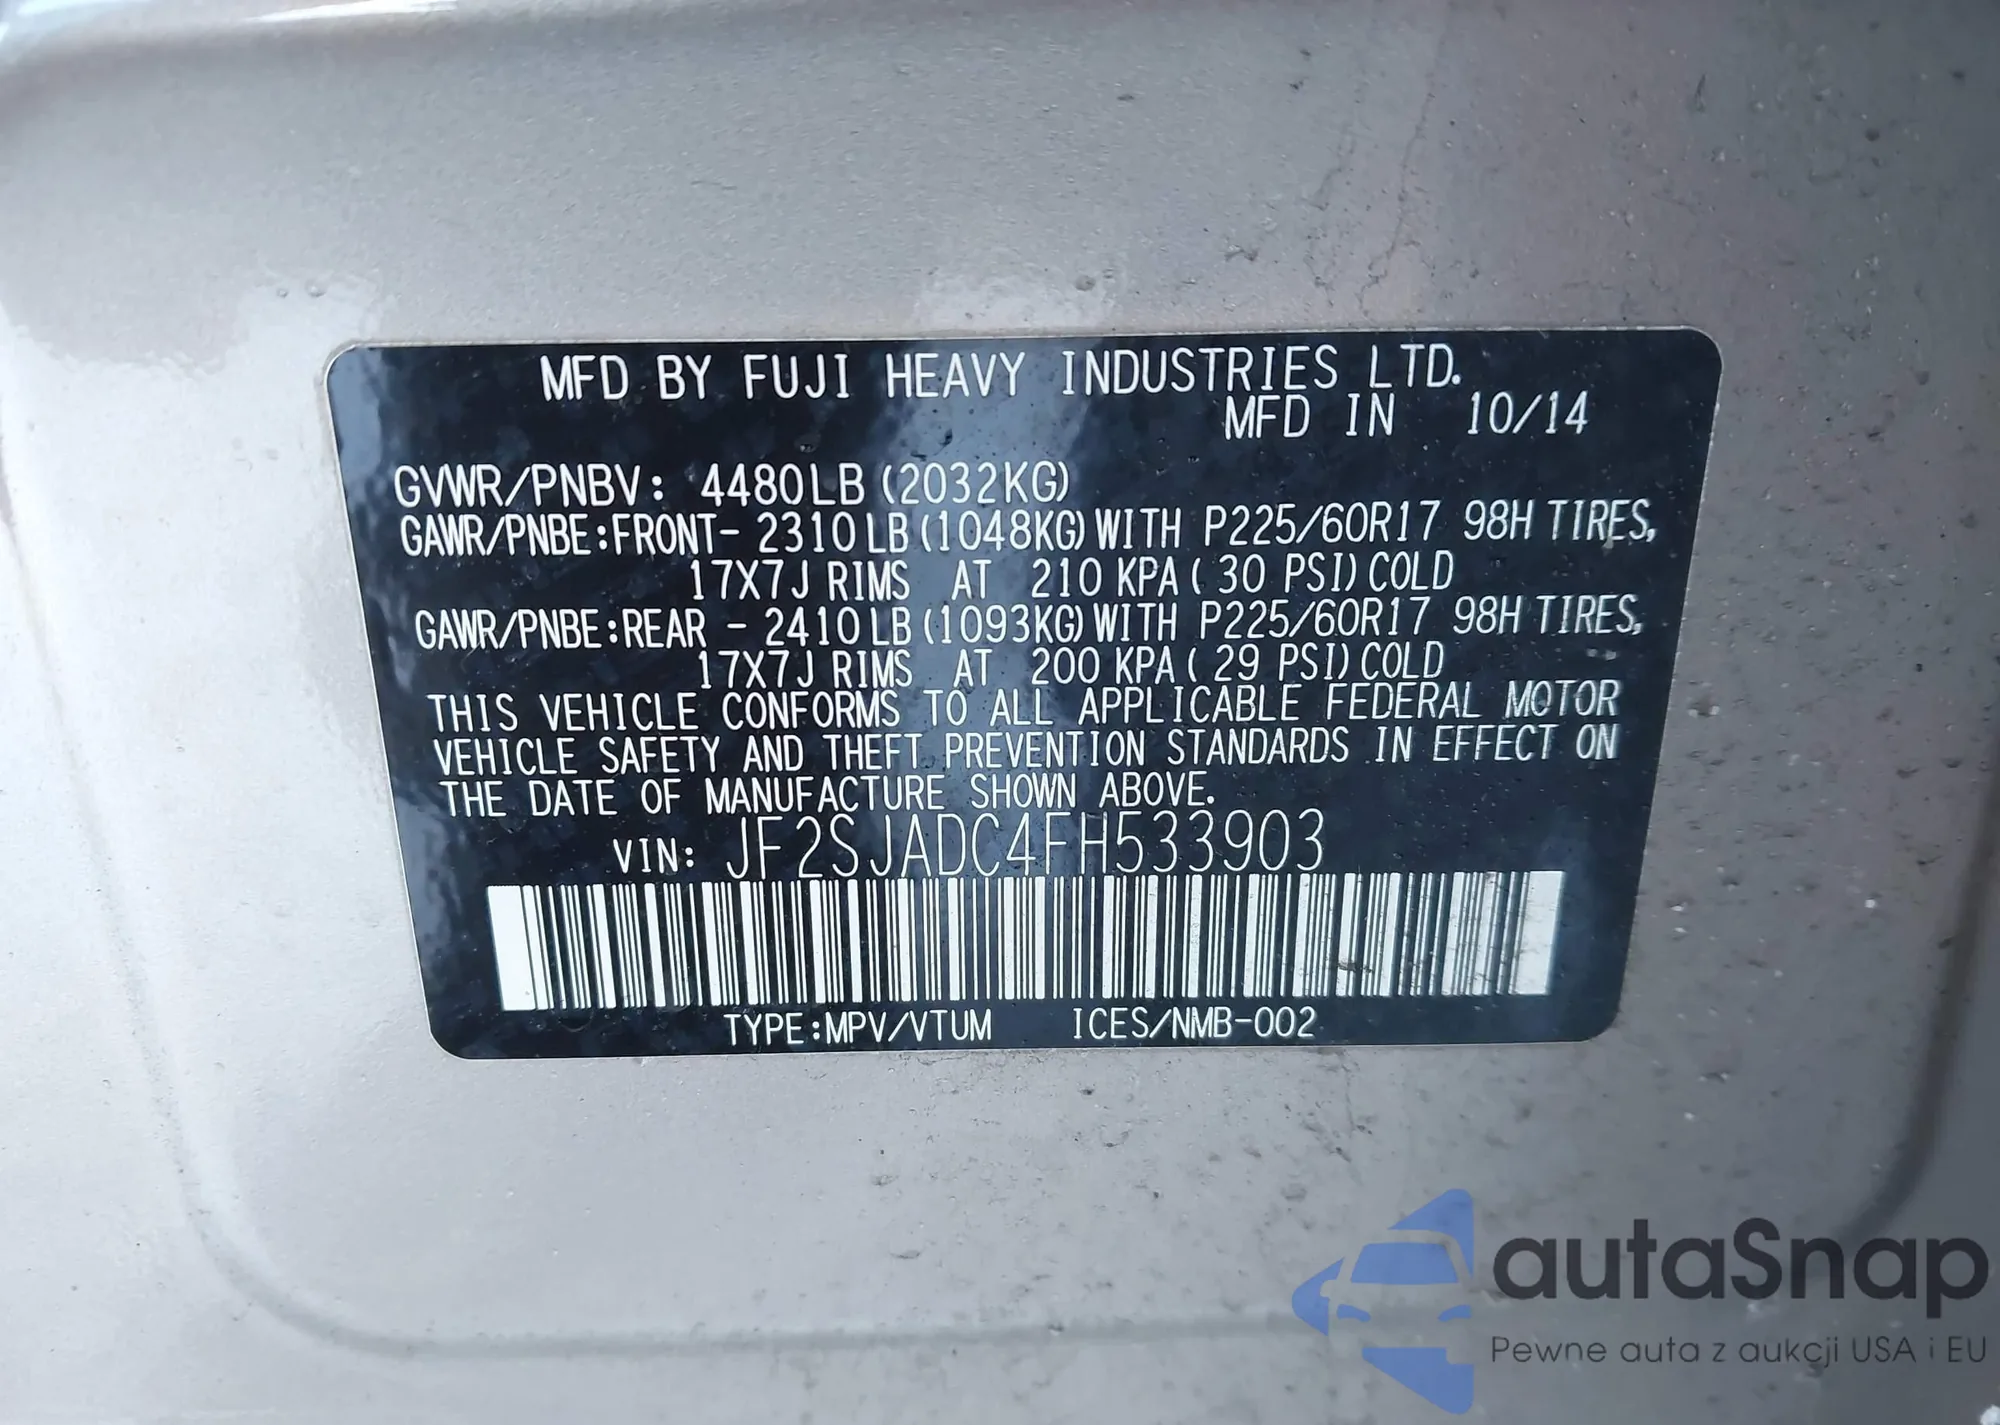 MFD BY FUJI HEAVY INDUSTRIES LTD.
MFD IN 10/14
GVWR/PNBV: 4480LB (2032KG)
GAWR/PNBE:FRONT- 2310LB (1048KG) WITH P225/60R17 98H TIRES,
17X7J RIMS AT 210 KPA ( 30 PSI) COLD
GAWR/PNBE:REAR - 2410LB (1093KG) WITH P225/60R17 98H TIRES,
17X7J RIMS AT 200 KPA ( 29 PSI) COLD
THIS VEHICLE CONFORMS TO ALL APPLICABLE FEDERAL MOTOR
VEHICLE SAFETY AND THEFT PREVENTION STANDARDS IN EFFECT ON
THE DATE OF MANUFACTURE SHOWN ABOVE.
VIN: JF2SJADC4FH533903
TYPE:MPV/VTUM ICES/NMB-002
autaSnap
Pewne auta z aukcji USA i EU